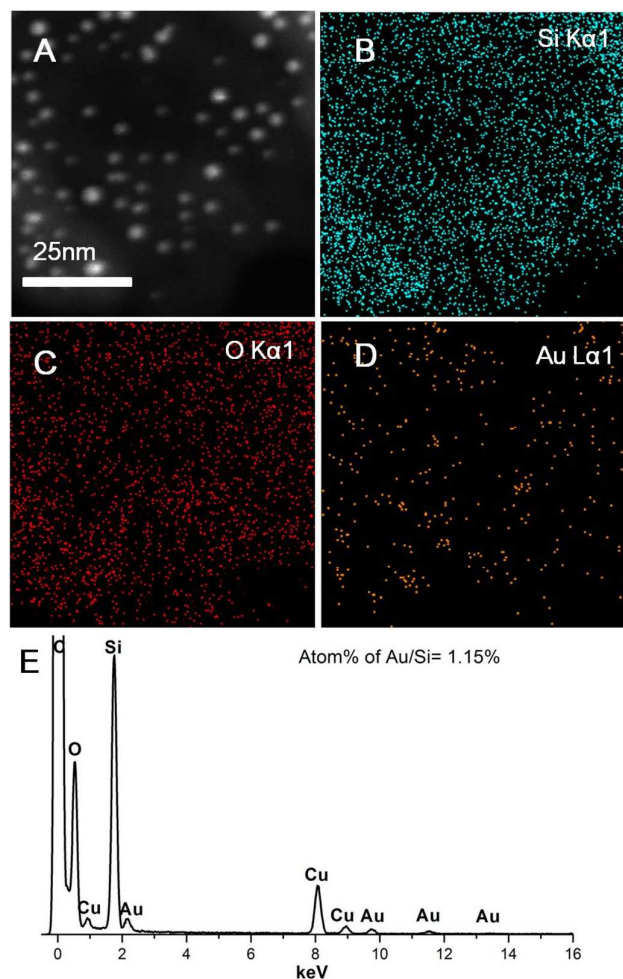 A
25nm
B
Si Kα1
C
O Kα1
D
Au Lα1
E
Atom% of Au/Si= 1.15%
C
Si
O
Cu
Au
Cu
Cu
Au
Au
Au
0 2 4 6 8 10 12 14 16
keV